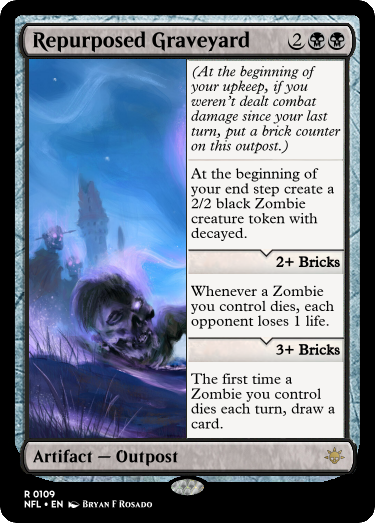 Repurposed Graveyard 2
(At the beginning of
your upkeep, if you
weren't dealt combat
damage since your last
turn, put a brick counter
on this outpost.)
At the beginning of
your end step create a
2/2 black Zombie
creature token with
decayed.
2+ Bricks
Whenever a Zombie
you control dies, each
opponent loses 1 life.
3+ Bricks
The first time a
Zombie you control
dies each turn, draw a
card.
Artifact — Outpost
R 0109
NFL • EN Bryan F Rosado